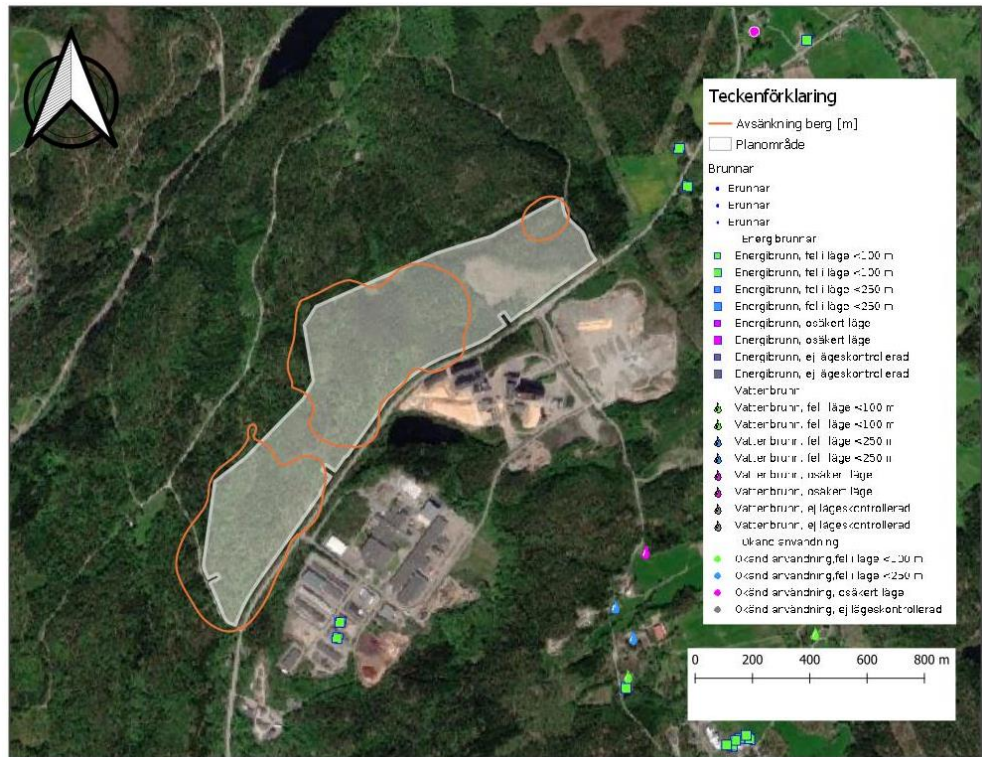 Teckenförklaring
Avsänkning berg [m]
Planområde
Brunnar
Brunnar
Brunnar
Brunnar
Energibrunnar
Energibrunn, fel i läge <100 m
Energibrunn, fel i läge <100 m
Energibrunn, fel i läge <250 m
Energibrunn, fel i läge <250 m
Energibrunn, osäkert läge
Energibrunn, osäkert läge
Energibrunn, ej lägeskontrollerad
Energibrunn, ej lägeskontrollerad
Vattenbrunn
Vattenbrunn, fel i läge <100 m
Vattenbrunn, fel i läge <100 m
Vattenbrunn, fel i läge <250 m
Vattenbrunn, fel i läge <250 m
Vattenbrunn, osäkert läge
Vattenbrunn, osäkert läge
Vattenbrunn, ej lägeskontrollerad
Vattenbrunn, ej lägeskontrollerad
Okänd användning
Okänd användning,fel i läge <100 m
Okänd användning,fel i läge <250 m
Okänd användning, osäkert läge
Okänd användning, ej lägeskontrollerad
0 200 400 600 800 m